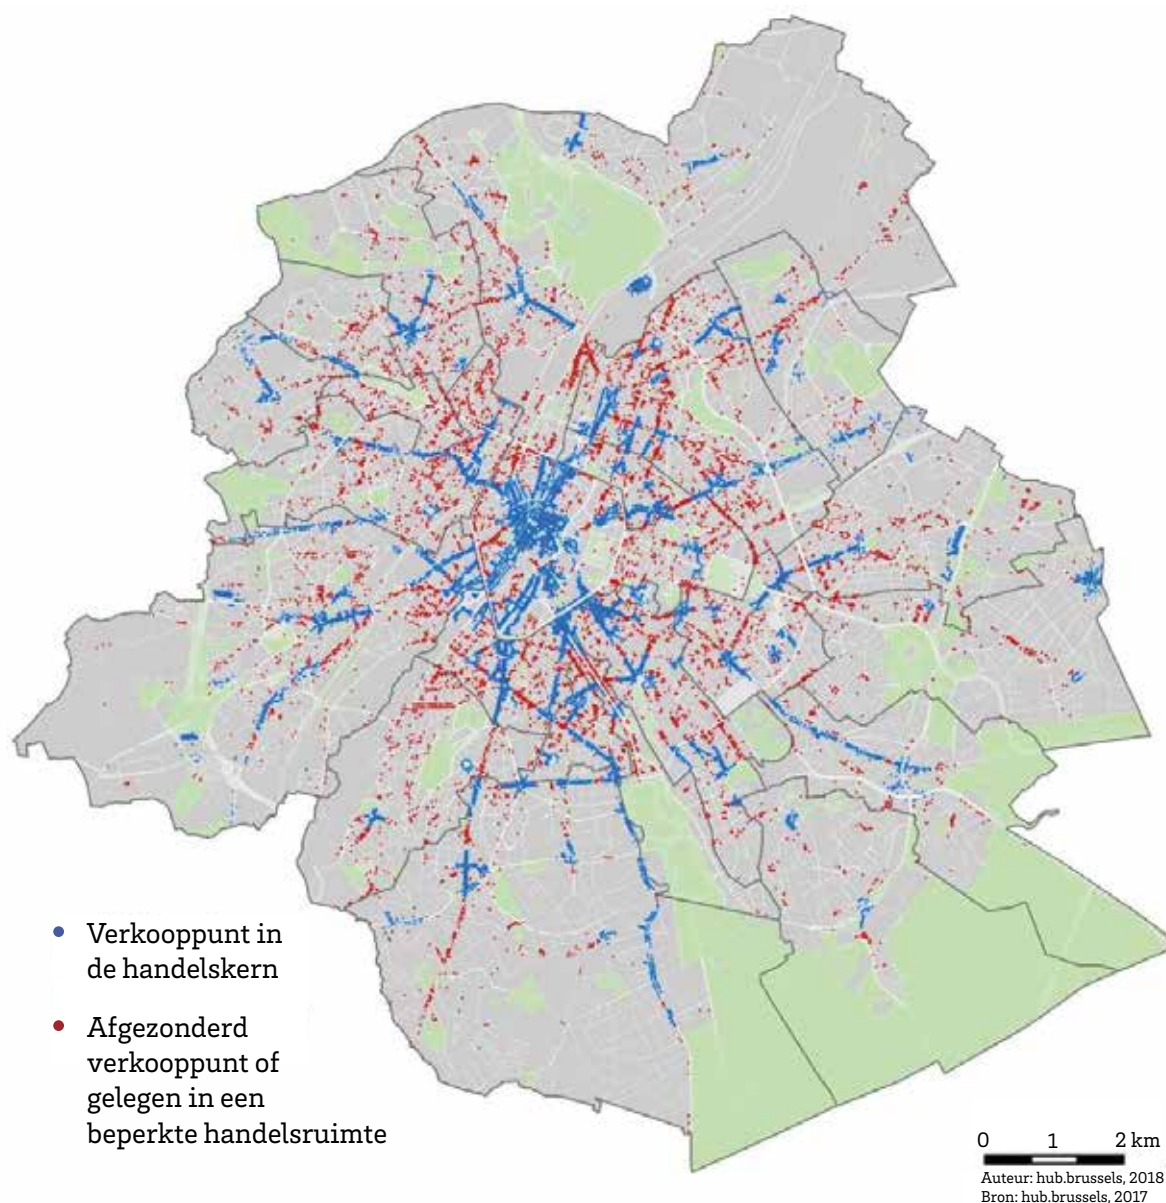 Verkooppunt in
de handelskern
Afgezonderd
verkooppunt of
gelegen in een
beperkte handelsruimte
0 1 2 km
Auteur: hub.brussels, 2018
Bron: hub.brussels, 2017